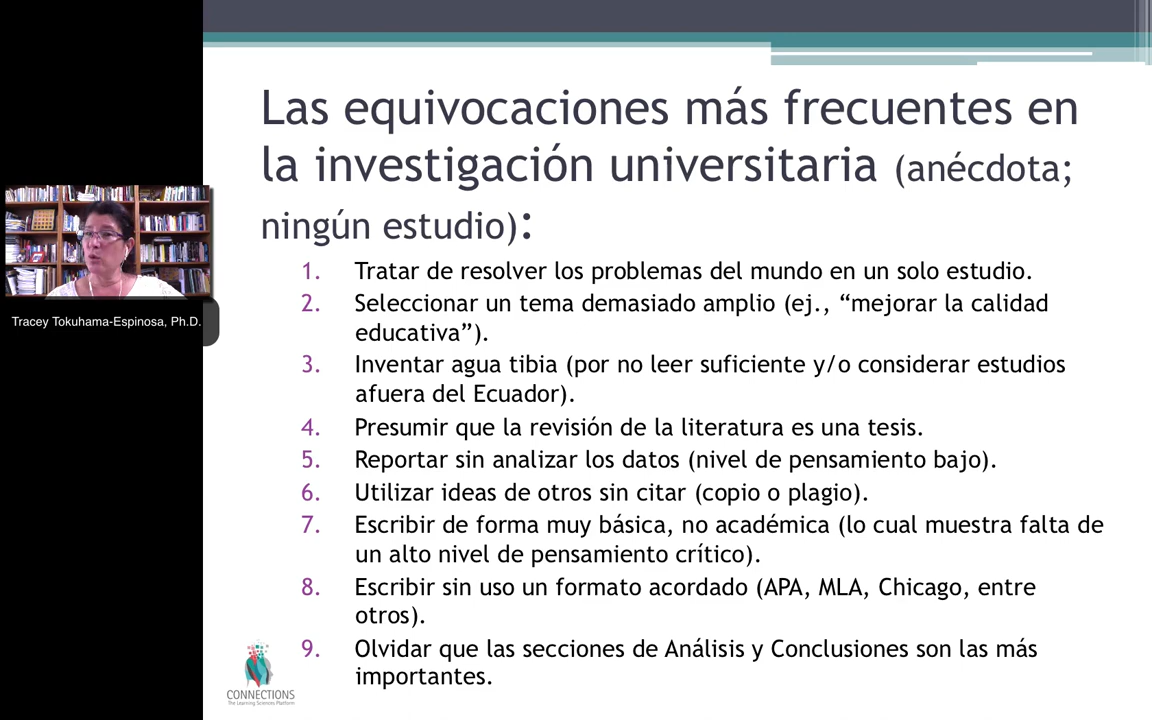 Las equivocaciones más frecuentes en
la investigación universitaria (anécdota;
ningún estudio):
1. Tratar de resolver los problemas del mundo en un solo estudio.
2. Seleccionar un tema demasiado amplio (ej., “mejorar la calidad
educativa”).
3. Inventar agua tibia (por no leer suficiente y/o considerar estudios
afuera del Ecuador).
4. Presumir que la revisión de la literatura es una tesis.
5. Reportar sin analizar los datos (nivel de pensamiento bajo).
6. Utilizar ideas de otros sin citar (copio o plagio).
7. Escribir de forma muy básica, no académica (lo cual muestra falta de
un alto nivel de pensamiento crítico).
8. Escribir sin uso un formato acordado (APA, MLA, Chicago, entre
otros).
9. Olvidar que las secciones de Análisis y Conclusiones son las más
importantes.
Tracey Tokuhama-Espinosa, Ph.D.
CONNECTIONS
The Learning Sciences Platform